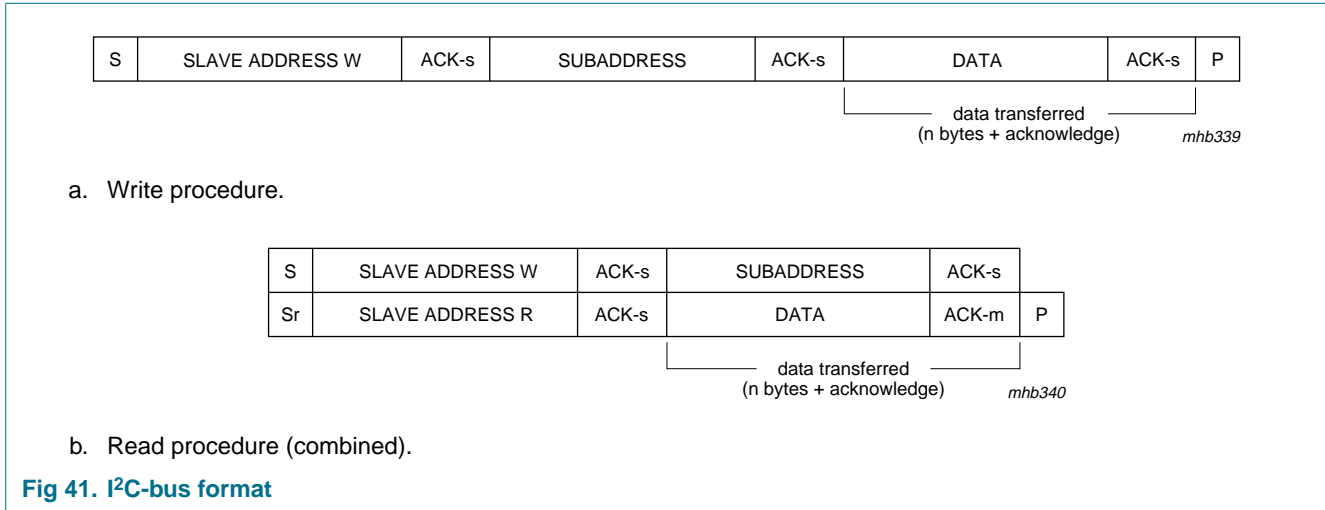 S SLAVE ADDRESS W ACK-s SUBADDRESS ACK-s DATA ACK-s P
data transferred
(n bytes + acknowledge)
mhb339
a. Write procedure.
S SLAVE ADDRESS W ACK-s SUBADDRESS ACK-s
Sr SLAVE ADDRESS R ACK-s DATA ACK-m P
data transferred
(n bytes + acknowledge)
mhb340
b. Read procedure (combined).
Fig 41. I²C-bus format